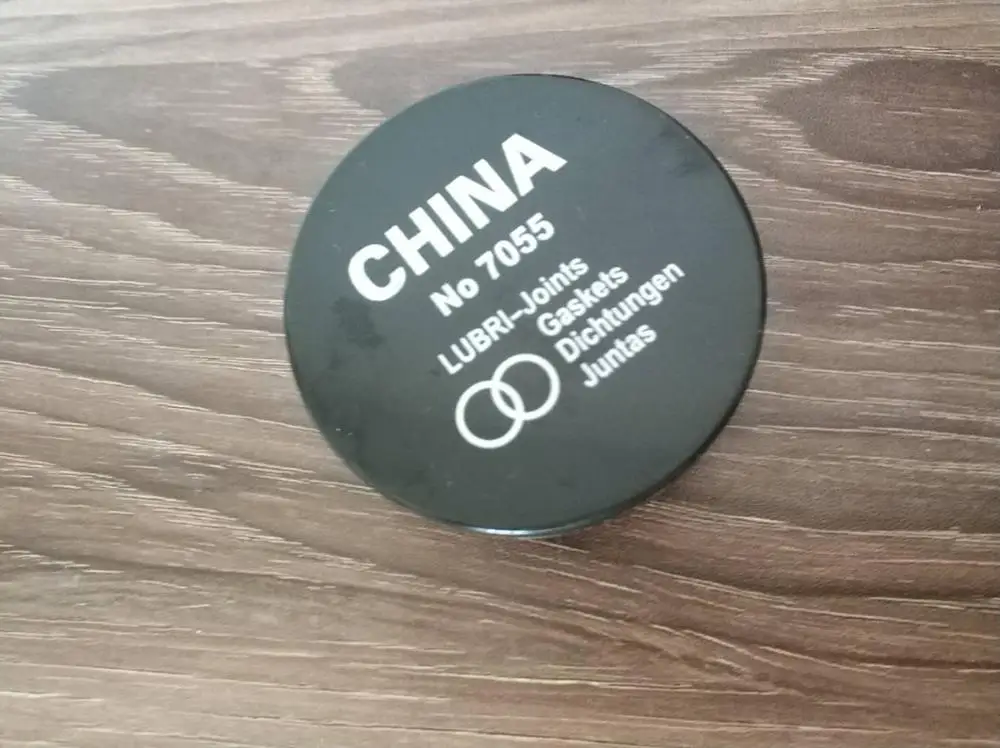 CHINA
No 7055
LUBRI-Joints
Gaskets
Dichtungen
Juntas